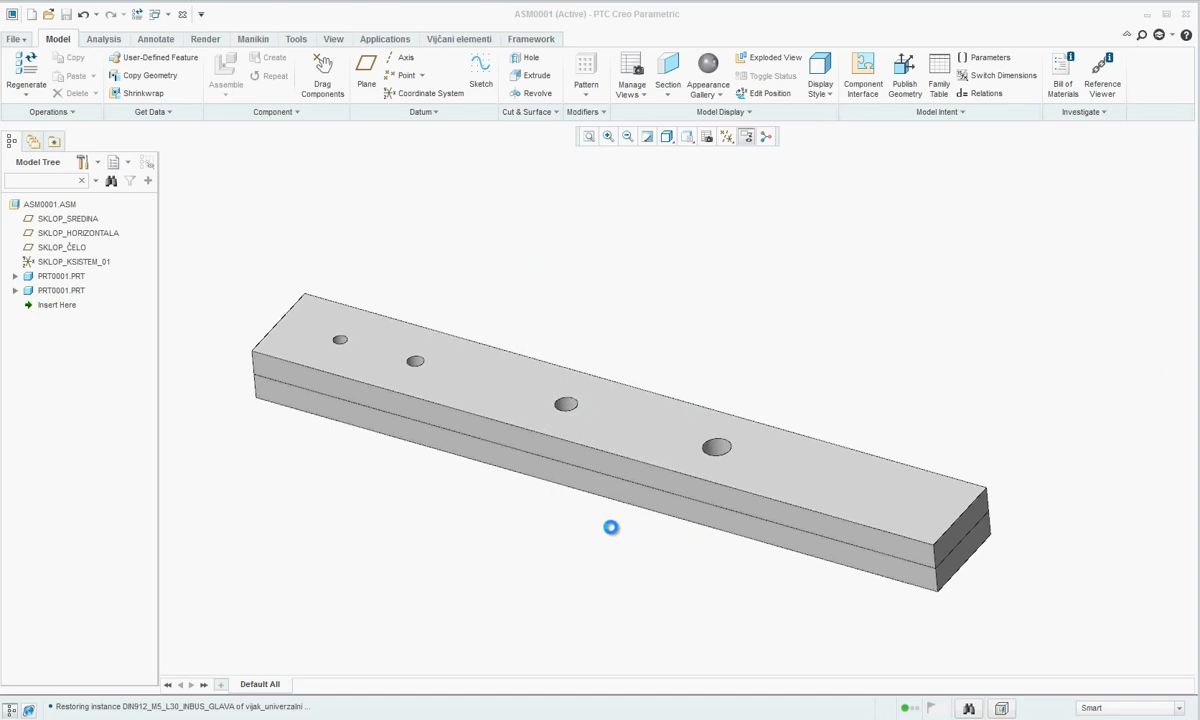 ASM0001 (Active) - PTC Creo Parametric
File Model Analysis Annotate Render Manikin Tools View Applications Vijčani elementi Framework
Regenerate
Copy
Paste
Delete
Operations
User-Defined Feature
Copy Geometry
Shrinkwrap
Get Data
Assemble
Create
Repeat
Drag
Components
Component
Plane
Axis
Point
Coordinate System
Sketch
Datum
Hole
Extrude
Revolve
Cut & Surface
Pattern
Modifiers
Manage
Views
Section
Appearance
Gallery
Exploded View
Toggle Status
Edit Position
Display
Style
Model Display
Component
Interface
Publish
Geometry
Family
Table
Parameters
Switch Dimensions
d= Relations
Model Intent
Bill of
Materials
Reference
Viewer
Investigate
Model Tree
ASM0001.ASM
SKLOP_SREDINA
SKLOP_HORIZONTALA
SKLOP_ČELO
SKLOP_KSISTEM_01
PRT0001.PRT
PRT0001.PRT
Insert Here
Default All
• Restoring instance DIN912_M5_L30_INBUS_GLAVA of vijak_univerzalni ...
Smart